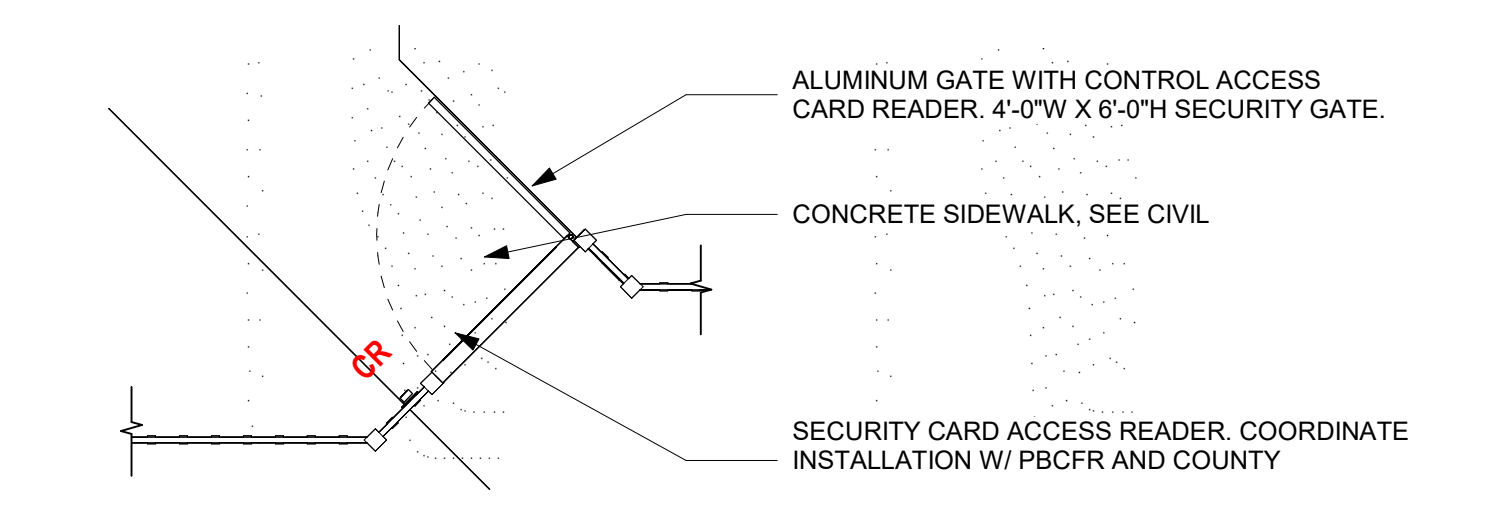 ALUMINUM GATE WITH CONTROL ACCESS
CARD READER. 4'-0"W X 6'-0"H SECURITY GATE.
CONCRETE SIDEWALK, SEE CIVIL
CR
SECURITY CARD ACCESS READER. COORDINATE
INSTALLATION W/ PBCFR AND COUNTY